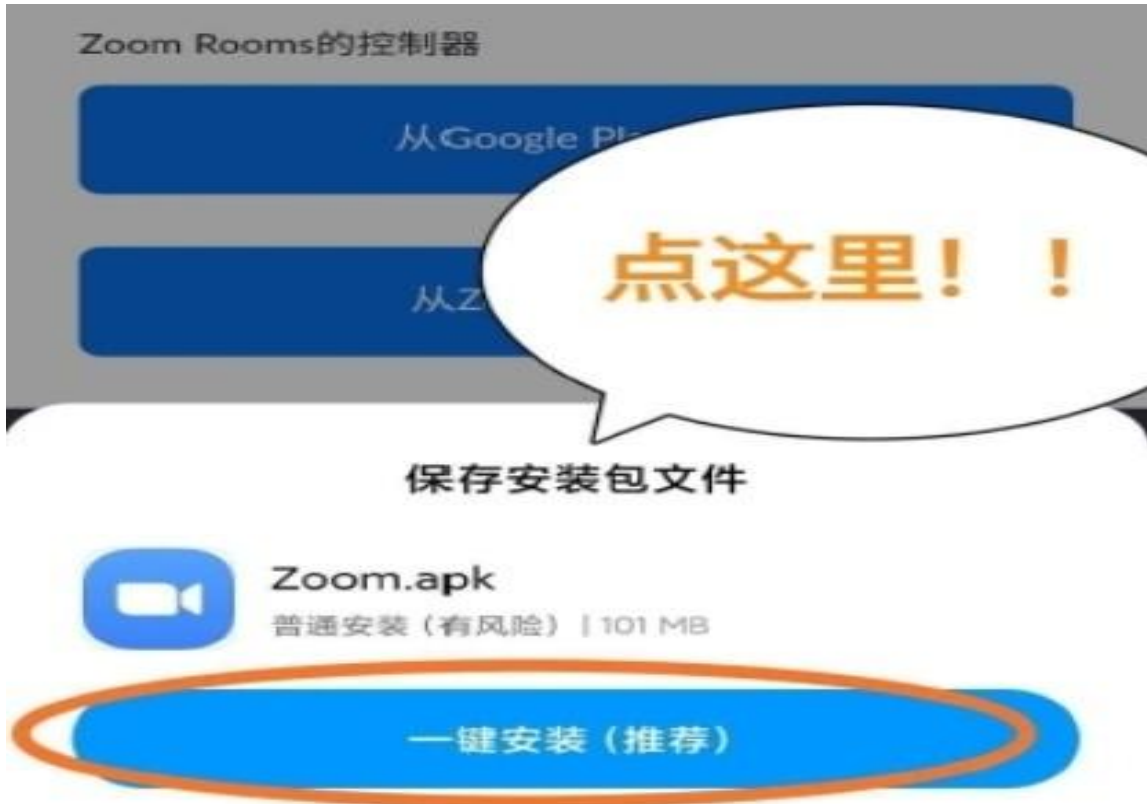 Zoom Rooms的控制器
从Google
点这里！！
从Z
保存安装包文件
Zoom.apk
普通安装（有风险）| 101 MB
一键安装（推荐）